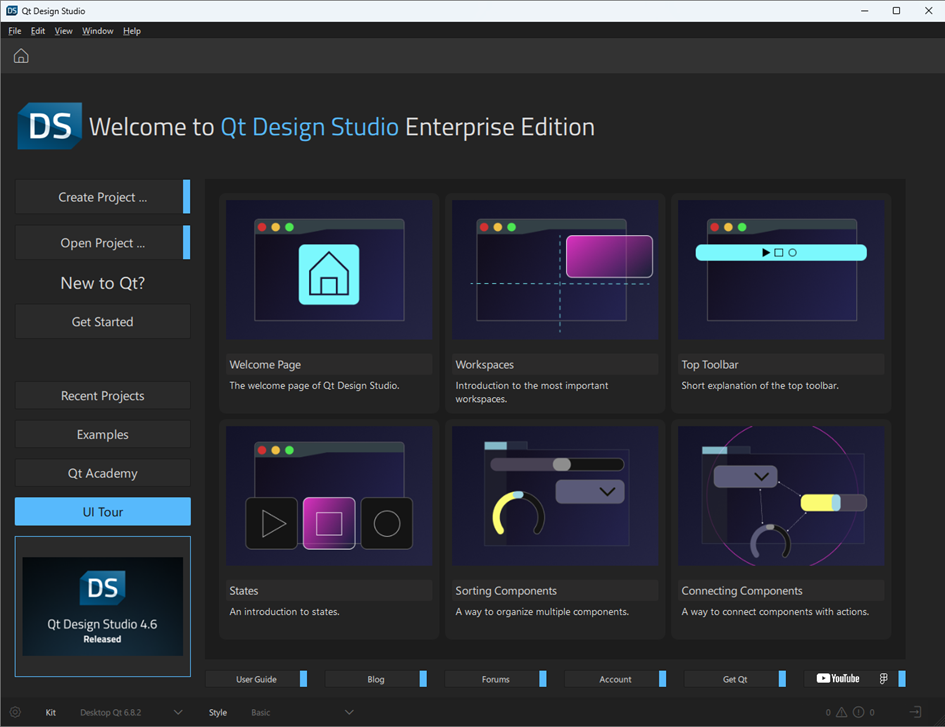 Qt Design Studio
File Edit View Window Help
DS Welcome to Qt Design Studio Enterprise Edition
Create Project ...
Open Project ...
New to Qt?
Get Started
Recent Projects
Examples
Qt Academy
UI Tour
DS
Qt Design Studio 4.6
Released
Welcome Page
The welcome page of Qt Design Studio.
Workspaces
Introduction to the most important
workspaces.
Top Toolbar
Short explanation of the top toolbar.
States
An introduction to states.
Sorting Components
A way to organize multiple components.
Connecting Components
A way to connect components with actions.
User Guide Blog Forums Account Get Qt YouTube
Kit Desktop Qt 6.8.2 Style Basic 0 0